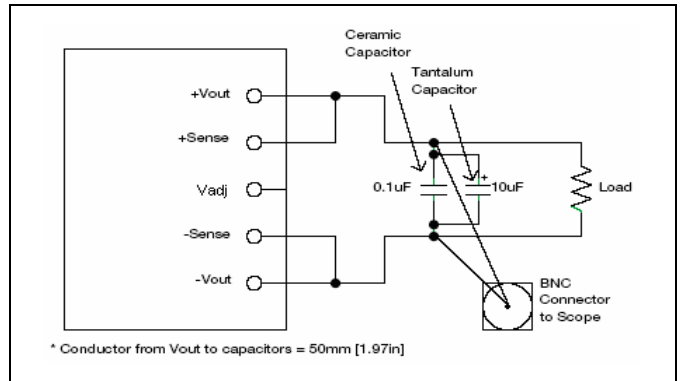 Ceramic
Capacitor
Tantalum
Capacitor
+Vout
+Sense
Vadj
-Sense
-Vout
0.1uF
+
10uF
Load
BNC
Connector
to Scope
* Conductor from Vout to capacitors = 50mm [1.97in]